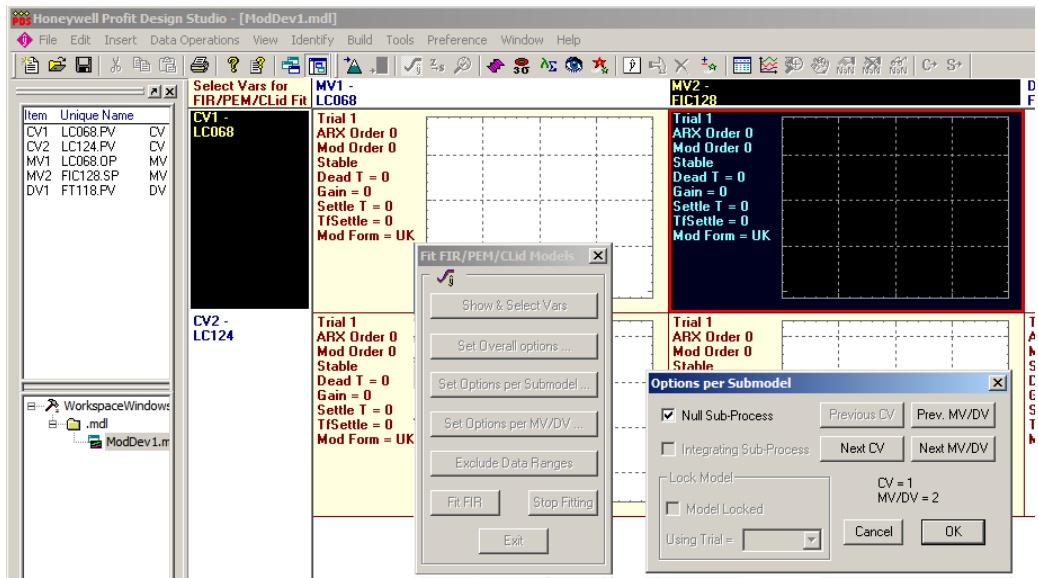 PDS Honeywell Profit Design Studio - [ModDev1.mdl]
File Edit Insert Data Operations View Identify Build Tools Preference Window Help
Select Vars for
FIR/PEM/CLid Fit
MV1 -
LC068
MV2 -
FIC128
D
F
Item Unique Name
CV1 LC068.PV CV
CV2 LC124.PV CV
MV1 LC068.OP MV
MV2 FIC128.SP MV
DV1 FT118.PV DV
CV1 -
LC068
Trial 1
ARX Order 0
Mod Order 0
Stable
Dead T = 0
Gain = 0
Settle T = 0
TfSettle = 0
Mod Form = UK
Trial 1
ARX Order 0
Mod Order 0
Stable
Dead T = 0
Gain = 0
Settle T = 0
TfSettle = 0
Mod Form = UK
CV2 -
LC124
Trial 1
ARX Order 0
Mod Order 0
Stable
Dead T = 0
Gain = 0
Settle T = 0
TfSettle = 0
Mod Form = UK
Trial 1
ARX Order 0
Mod Order 0
Stable
WorkspaceWindows
.mdl
ModDev1.m
Fit FIR/PEM/CLid Models
Show & Select Vars
Set Overall options ...
Set Options per Submodel ...
Set Options per MV/DV ...
Exclude Data Ranges
Fit FIR Stop Fitting
Exit
Options per Submodel
Null Sub-Process Previous CV Prev. MV/DV
Integrating Sub-Process Next CV Next MV/DV
Lock Model
CV = 1
MV/DV = 2
Model Locked
Using Trial =
Cancel OK